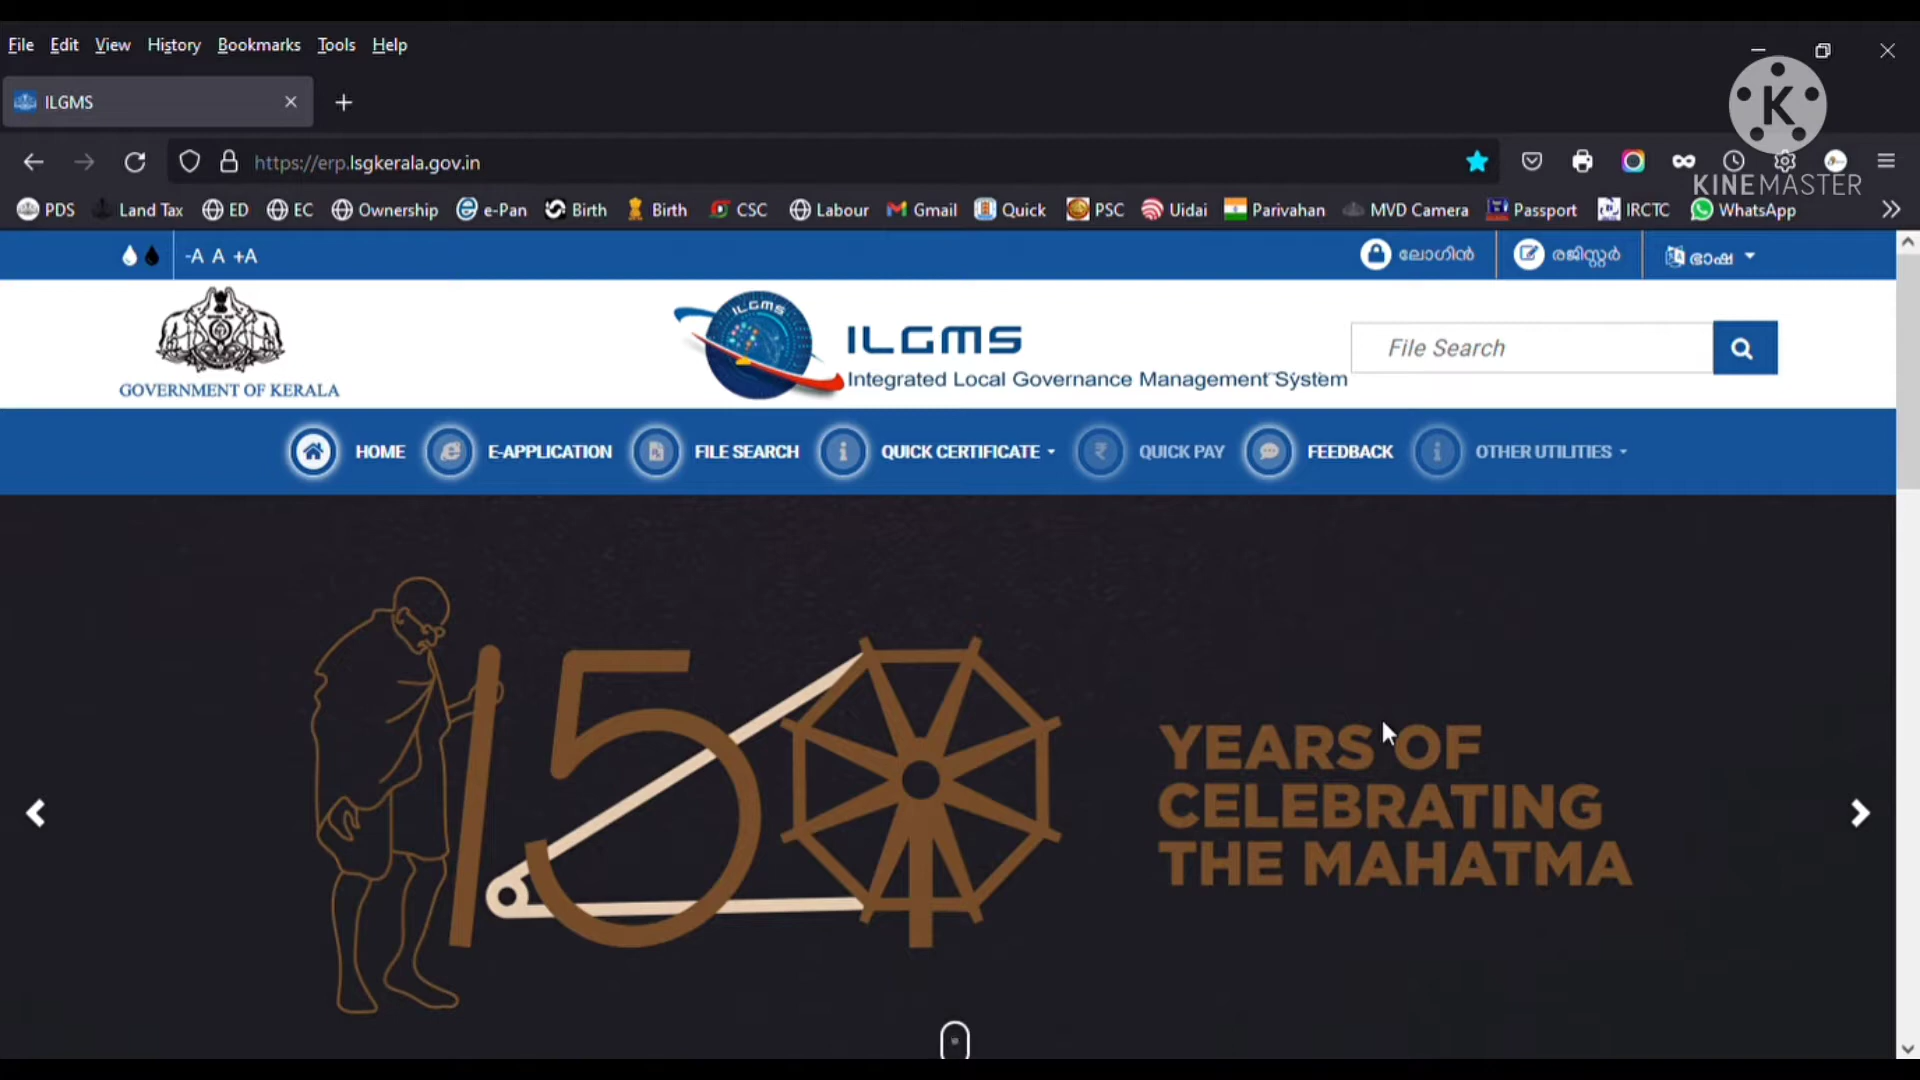 File Edit View History Bookmarks Tools Help
ILGMS
K
https://erp.lsgkerala.gov.in
KINEMASTER
PDS Land Tax ED EC Ownership e-Pan Birth Birth CSC Labour Gmail Quick PSC Uidai Parivahan MVD Camera Passport IRCTC WhatsApp
-A A +A ലോഗിൻ രജിസ്റ്റർ ഭാഷ
ILGMS
ILGMS
File Search
Integrated Local Governance Management System
GOVERNMENT OF KERALA
HOME E-APPLICATION FILE SEARCH QUICK CERTIFICATE QUICK PAY FEEDBACK OTHER UTILITIES
150
YEARS OF
CELEBRATING
THE MAHATMA